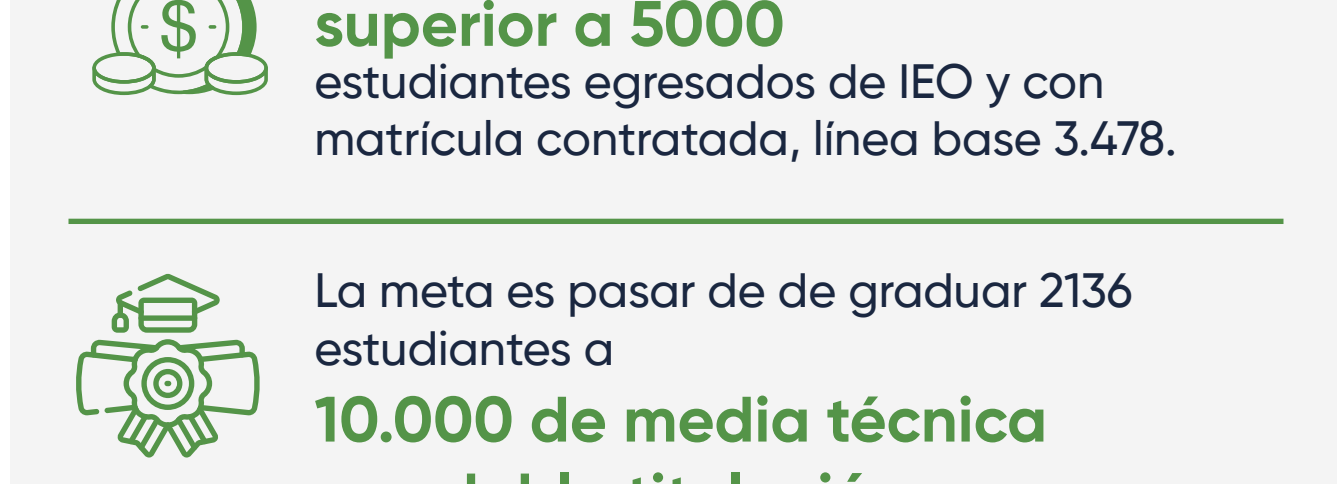 $
superior a 5000
estudiantes egresados de IEO y con
matrícula contratada, línea base 3.478.
La meta es pasar de de graduar 2136
estudiantes a
10.000 de media técnica